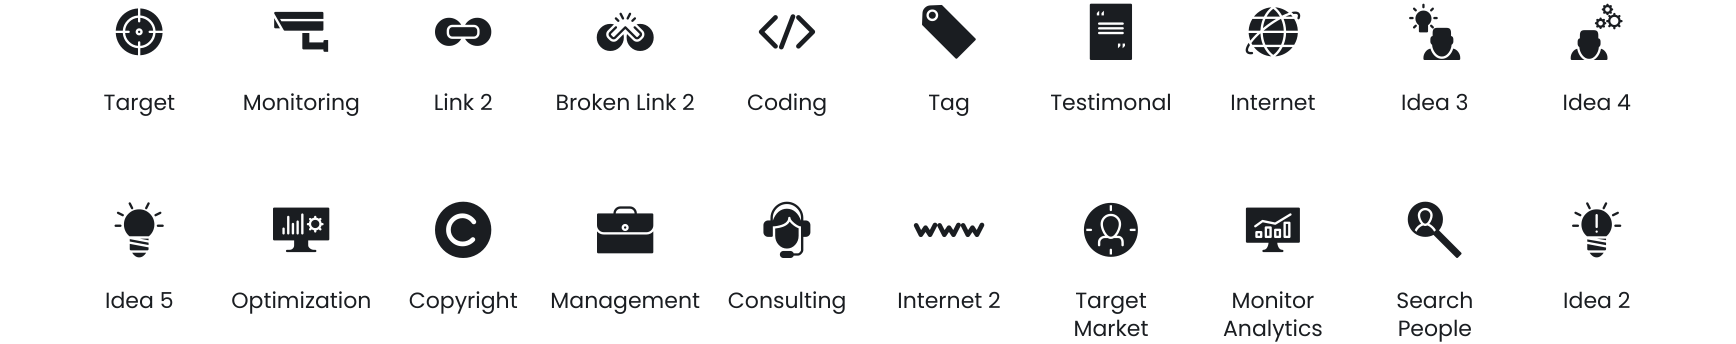 Target Monitoring Link 2 Broken Link 2 Coding Tag Testimonal Internet Idea 3 Idea 4
www
Idea 5 Optimization Copyright Management Consulting Internet 2 Target Monitor Search Idea 2
Market Analytics People